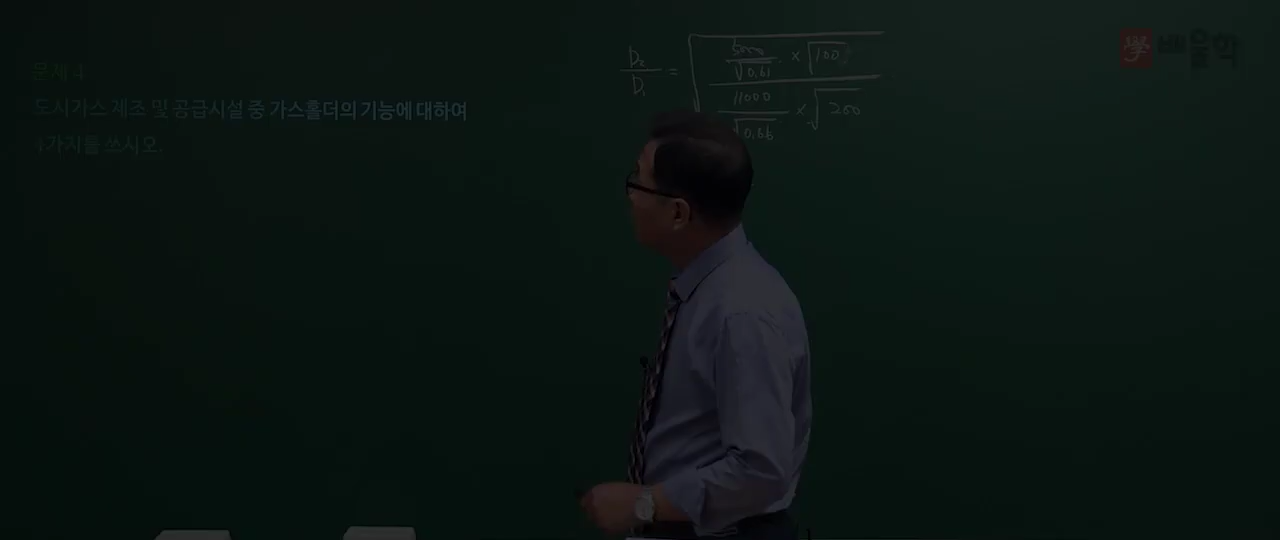 문제 4
도시가스 제조 및 공급시설 중 가스홀더의 기능에 대하여
4가지를 쓰시오.
D₂/D₁ = √((5000/√0.61 × √100) / (11000/√0.66 × √200))
學 배울학